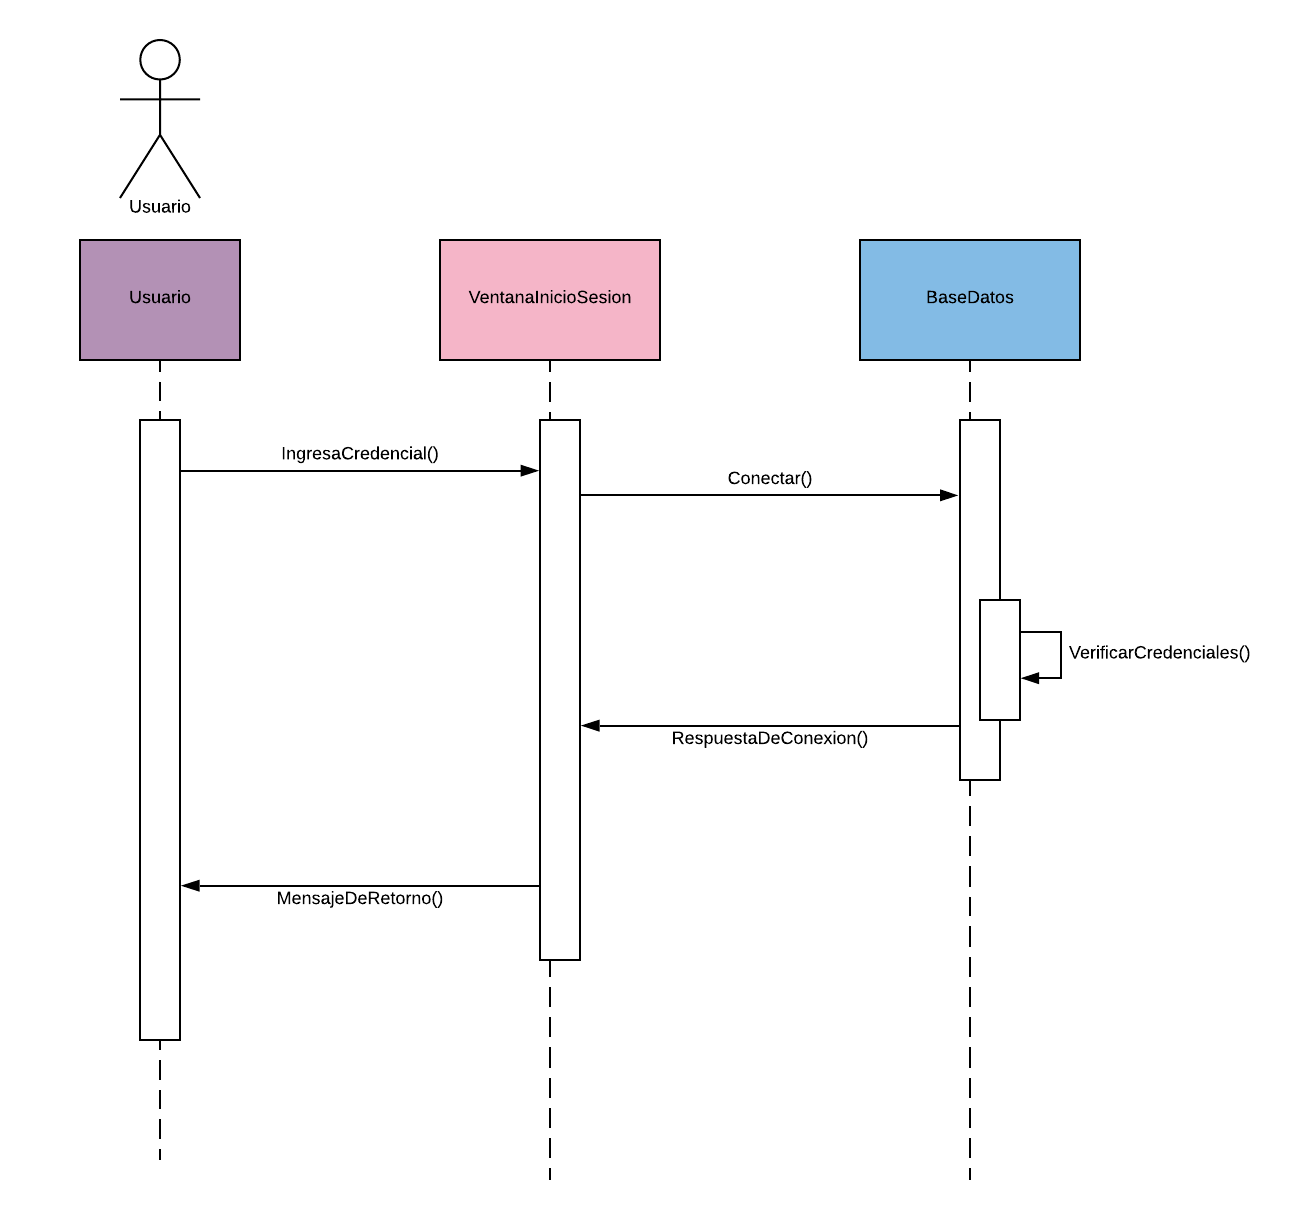 Usuario
Usuario
VentanaInicioSesion
BaseDatos
IngresaCredencial()
Conectar()
VerificarCredenciales()
RespuestaDeConexion()
MensajeDeRetorno()